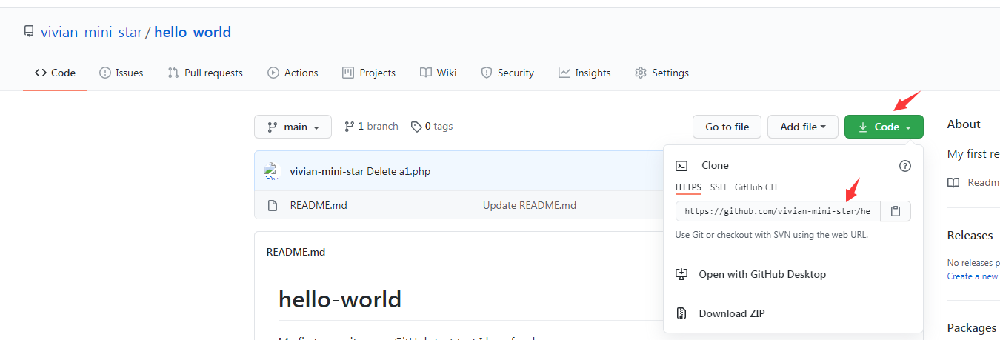 vivian-mini-star / hello-world
Code Issues Pull requests Actions Projects Wiki Security Insights Settings
main 1 branch 0 tags Go to file Add file Code
About
My first re
vivian-mini-star Delete a1.php
README.md Update README.md
Readm
Clone
HTTPS SSH GitHub CLI
https://github.com/vivian-mini-star/he
Use Git or checkout with SVN using the web URL.
Open with GitHub Desktop
Download ZIP
README.md
hello-world
Releases
No releases p
Create a new
Packages